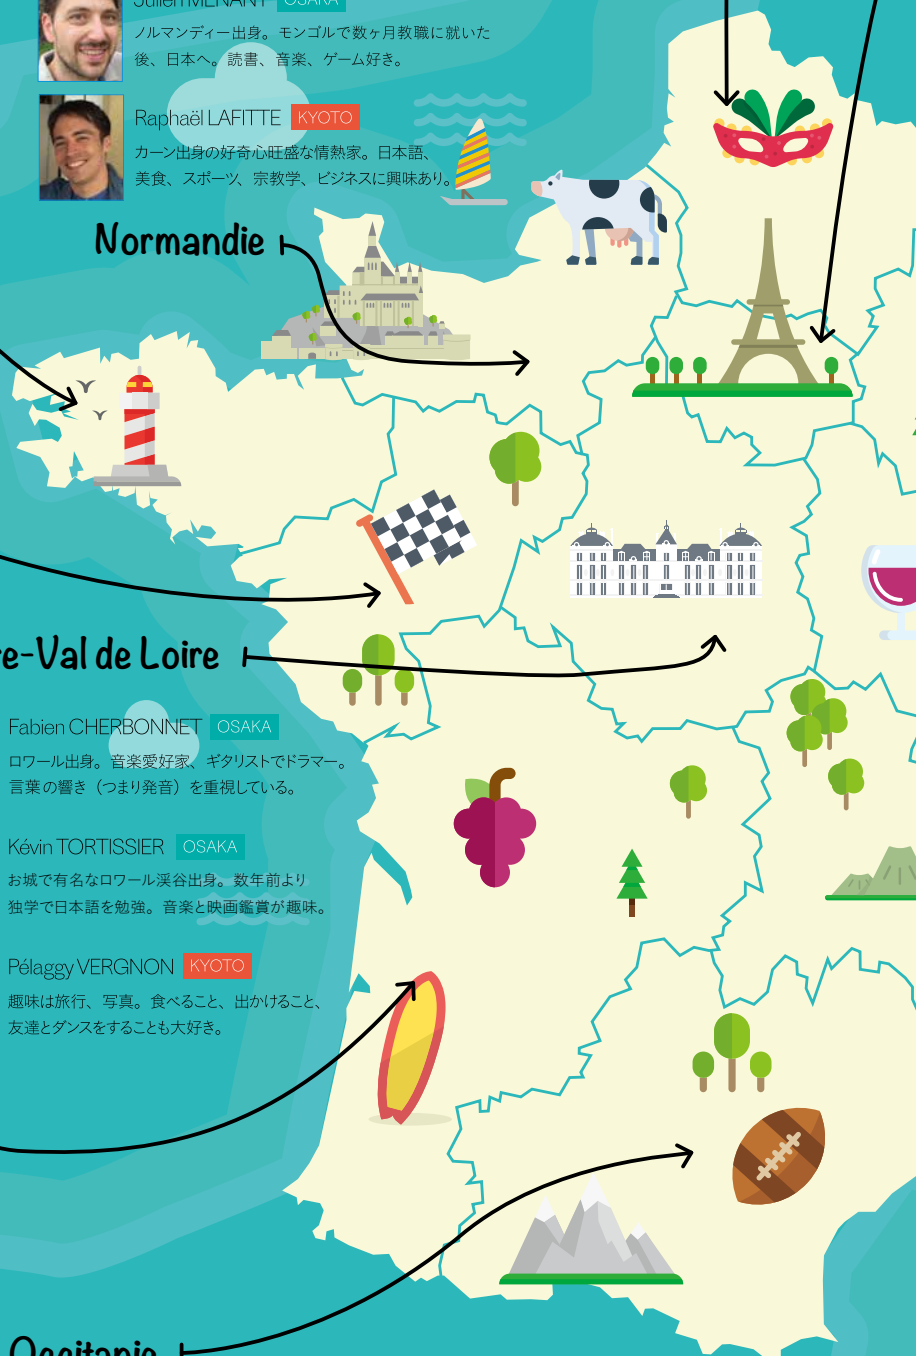 Julien MENANT OSAKA
ノルマンディー出身。モンゴルで数ヶ月教職に就いた
後、日本へ。読書、音楽、ゲーム好き。
Raphaël LAFITTE KYOTO
カーン出身の好奇心旺盛な情熱家。日本語、
美食、スポーツ、宗教学、ビジネスに興味あり。
Normandie
re-Val de Loire
Fabien CHERBONNET OSAKA
ロワール出身。音楽愛好家、ギタリストでドラマー。
言葉の響き（つまり発音）を重視している。
Kévin TORTISSIER OSAKA
お城で有名なロワール渓谷出身。数年前より
独学で日本語を勉強。音楽と映画鑑賞が趣味。
Pélaggy VERGNON KYOTO
趣味は旅行、写真。食べること、出かけること、
友達とダンスをすることも大好き。
Occitanie